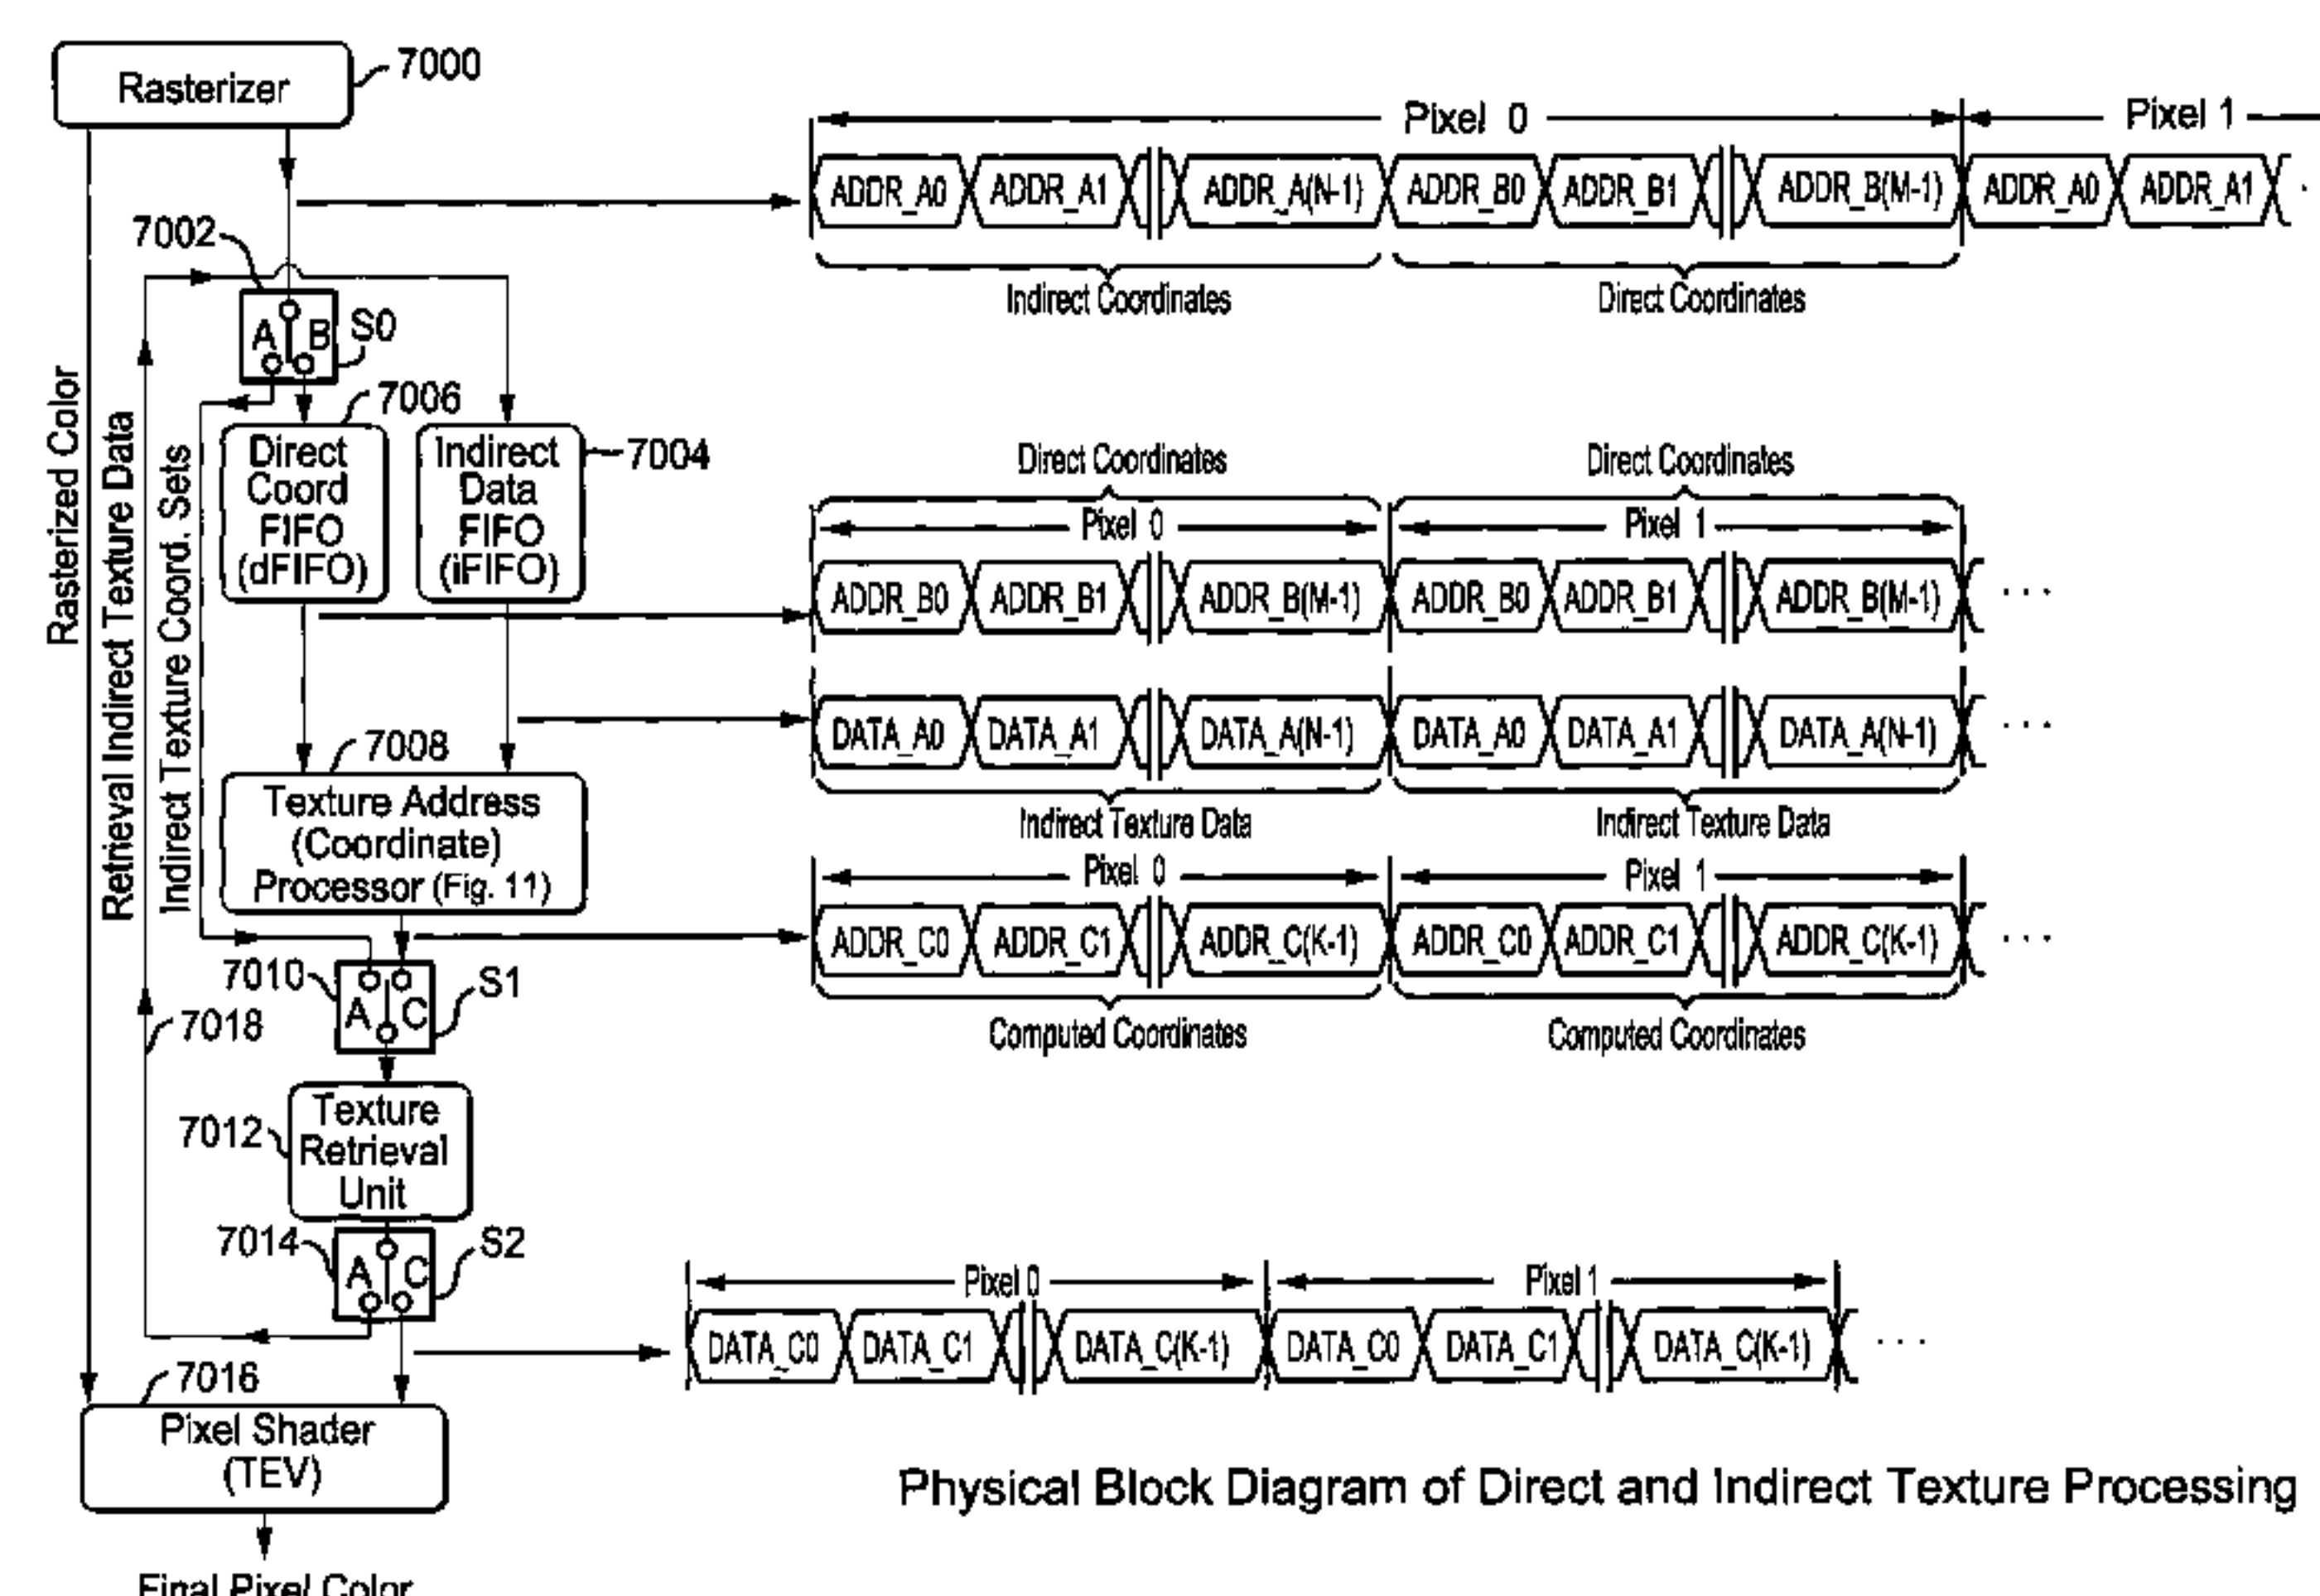 Rasterizer
7000
Pixel 0
Pixel 1
ADDR_A0 ADDR_A1 ADDR_A(N-1) ADDR_B0 ADDR_B1 ADDR_B(M-1) ADDR_A0 ADDR_A1
Indirect Coordinates
Direct Coordinates
7002
A B
S0
Rasterized Color
Retrieval Indirect Texture Data
Indirect Texture Coord. Sets
7006
Direct
Coord
FIFO
(dFIFO)
Indirect
Data
FIFO
(iFIFO)
7004
Direct Coordinates
Direct Coordinates
Pixel 0
Pixel 1
ADDR_B0 ADDR_B1 ADDR_B(M-1) ADDR_B0 ADDR_B1 ADDR_B(M-1) ...
DATA_A0 DATA_A1 DATA_A(N-1) DATA_A0 DATA_A1 DATA_A(N-1) ...
Indirect Texture Data
Indirect Texture Data
7008
Texture Address
(Coordinate)
Processor (Fig. 11)
Pixel 0
Pixel 1
ADDR_C0 ADDR_C1 ADDR_C(K-1) ADDR_C0 ADDR_C1 ADDR_C(K-1) ...
Computed Coordinates
Computed Coordinates
7010
A C
S1
7018
7012
Texture
Retrieval
Unit
7014
A C
S2
Pixel 0
Pixel 1
DATA_C0 DATA_C1 DATA_C(K-1) DATA_C0 DATA_C1 DATA_C(K-1) ...
7016
Pixel Shader
(TEV)
Final Pixel Color
Physical Block Diagram of Direct and Indirect Texture Processing